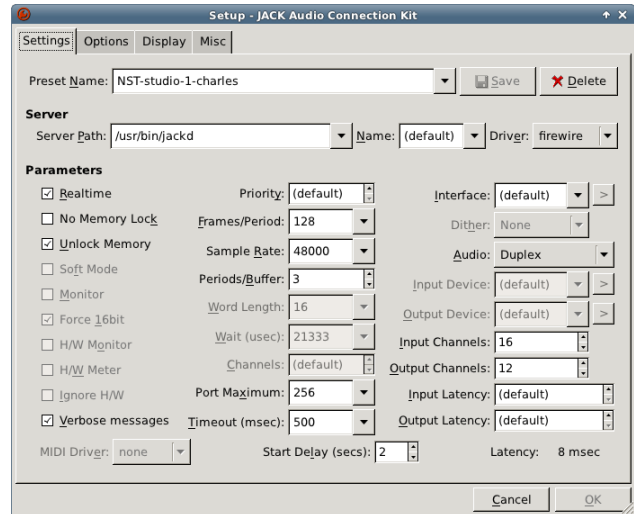 Setup - JACK Audio Connection Kit
Settings Options Display Misc
Preset Name: NST-studio-1-charles Save Delete
Server
Server Path: /usr/bin/jackd Name: (default) Driver: firewire
Parameters
Realtime Priority: (default) Interface: (default) >
No Memory Lock Frames/Period: 128 Dither: None
Unlock Memory Sample Rate: 48000 Audio: Duplex
Soft Mode Periods/Buffer: 3 Input Device: (default) >
Monitor Word Length: 16 Output Device: (default) >
Force 16bit Wait (usec): 21333 Input Channels: 16
H/W Monitor Channels: (default) Output Channels: 12
H/W Meter Port Maximum: 256 Input Latency: (default)
Ignore H/W Timeout (msec): 500 Output Latency: (default)
Verbose messages
MIDI Driver: none Start Delay (secs): 2 Latency: 8 msec
Cancel OK